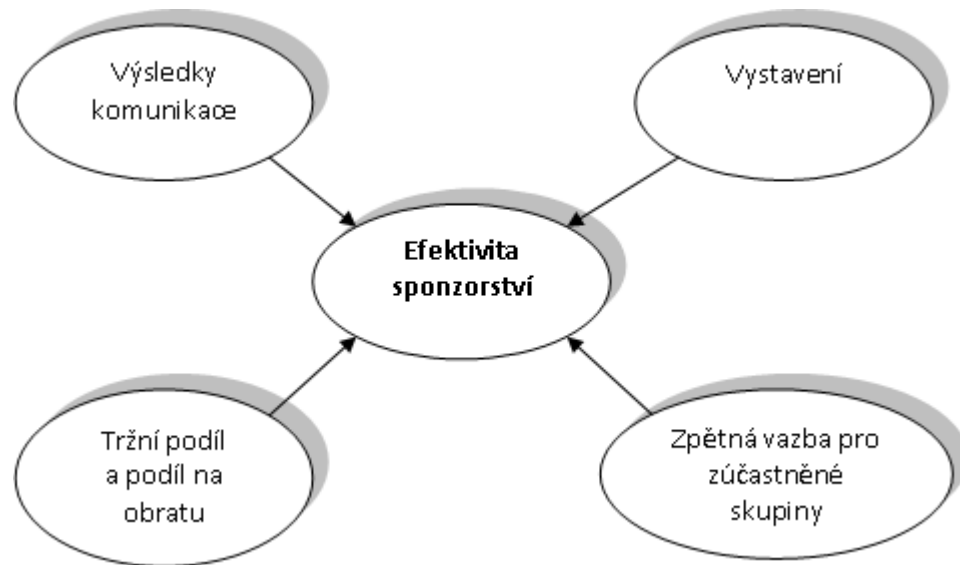 Výsledky
komunikace
Vystavení
Efektivita
sponzorství
Tržní podíl
a podíl na
obratu
Zpětná vazba pro
zúčastněné
skupiny